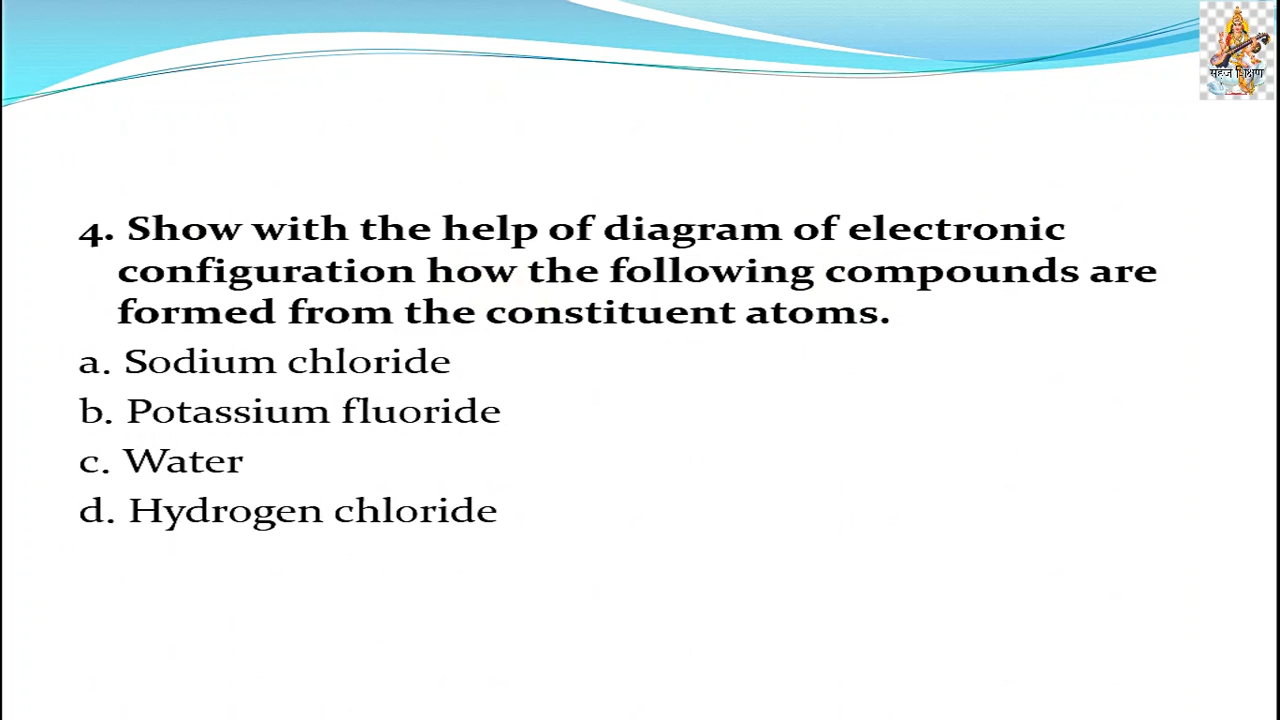 सहज शिक्षण
4. Show with the help of diagram of electronic
configuration how the following compounds are
formed from the constituent atoms.
a. Sodium chloride
b. Potassium fluoride
c. Water
d. Hydrogen chloride